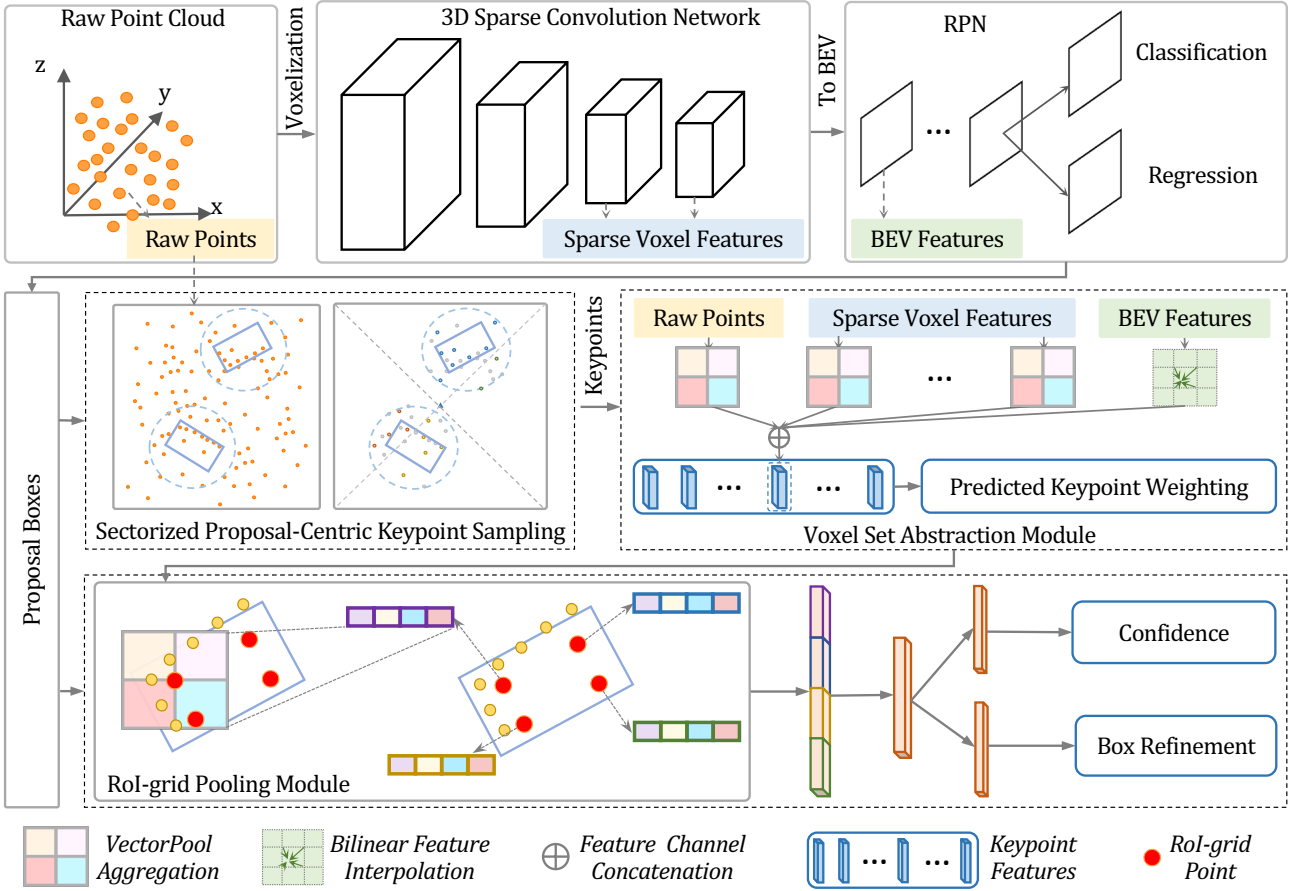 Raw Point Cloud
z
y
x
Raw Points
Voxelization
3D Sparse Convolution Network
Sparse Voxel Features
To BEV
RPN
Classification
...
Regression
BEV Features
Proposal Boxes
Sectorized Proposal-Centric Keypoint Sampling
Keypoints
Raw Points
Sparse Voxel Features
BEV Features
...
... ...
Predicted Keypoint Weighting
Voxel Set Abstraction Module
RoI-grid Pooling Module
Confidence
Box Refinement
VectorPool
Aggregation
Bilinear Feature
Interpolation
Feature Channel
Concatenation
... ...
Keypoint
Features
RoI-grid
Point